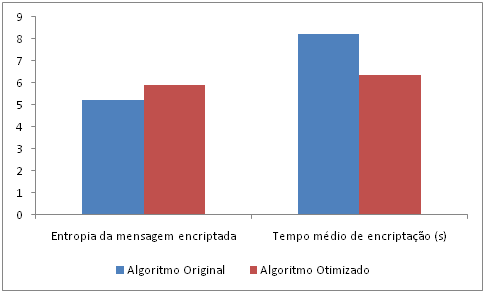 9
8
7
6
5
4
3
2
1
0
Entropia da mensagem encriptada
Tempo médio de encriptação (s)
Algoritmo Original
Algoritmo Otimizado